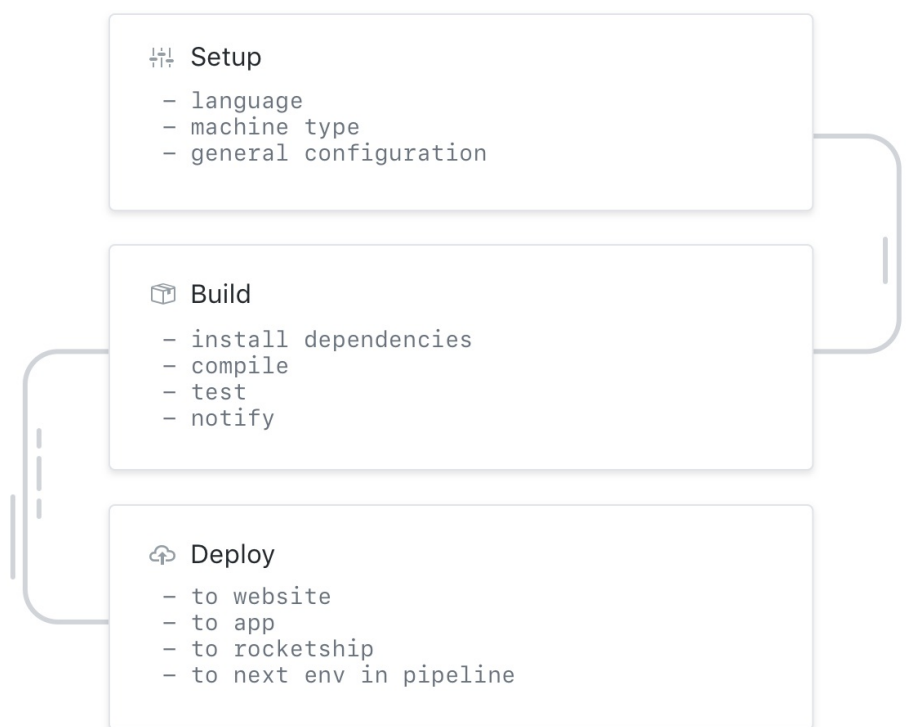 Setup
– language
– machine type
– general configuration
Build
– install dependencies
– compile
– test
– notify
Deploy
– to website
– to app
– to rocketship
– to next env in pipeline